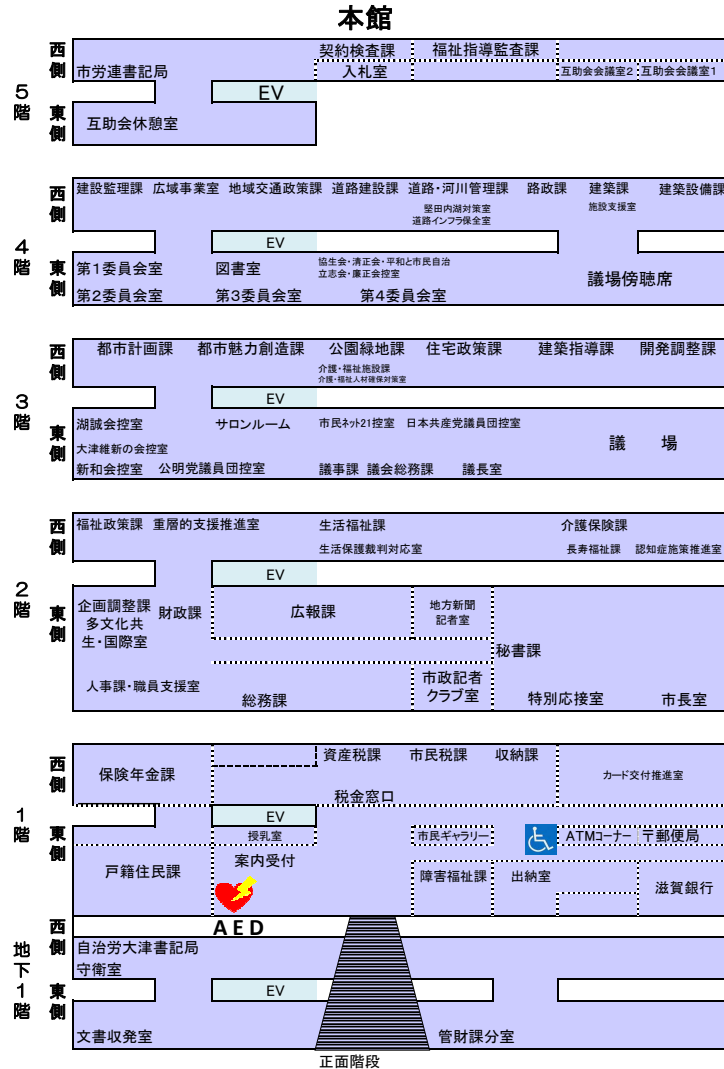 本館
5階
西側
契約検査課 福祉指導監査課
市労連書記局 入札室 互助会会議室2 互助会会議室1
EV
東側
互助会休憩室
4階
西側
建設監理課 広域事業室 地域交通政策課 道路建設課 道路・河川管理課 路政課 建築課 建築設備課
堅田内湖対策室 施設支援室
道路インフラ保全室
EV
東側
第1委員会室 図書室 協生会・清正会・平和と市民自治
立志会・廉正会控室
議場傍聴席
第2委員会室 第3委員会室 第4委員会室
3階
西側
都市計画課 都市魅力創造課 公園緑地課 住宅政策課 建築指導課 開発調整課
介護・福祉施設課
介護・福祉人材確保対策室
EV
東側
湖誠会控室 サロンルーム 市民ネット21控室 日本共産党議員団控室
大津維新の会控室 議 場
新和会控室 公明党議員団控室 議事課 議会総務課 議長室
2階
西側
福祉政策課 重層的支援推進室 生活福祉課 介護保険課
生活保護裁判対応室 長寿福祉課 認知症施策推進室
EV
東側
企画調整課
多文化共
生・国際室
財政課 広報課 地方新聞
記者室
秘書課
人事課・職員支援室 総務課 市政記者
クラブ室
特別応接室 市長室
1階
西側
資産税課 市民税課 収納課
保険年金課 カード交付推進室
税金窓口
EV
東側
授乳室 市民ギャラリー ATMコーナー 〒郵便局
戸籍住民課 案内受付 障害福祉課 出納室 滋賀銀行
AED
地下1階
西側
自治労大津書記局
守衛室
EV
東側
文書収発室 管財課分室
正面階段